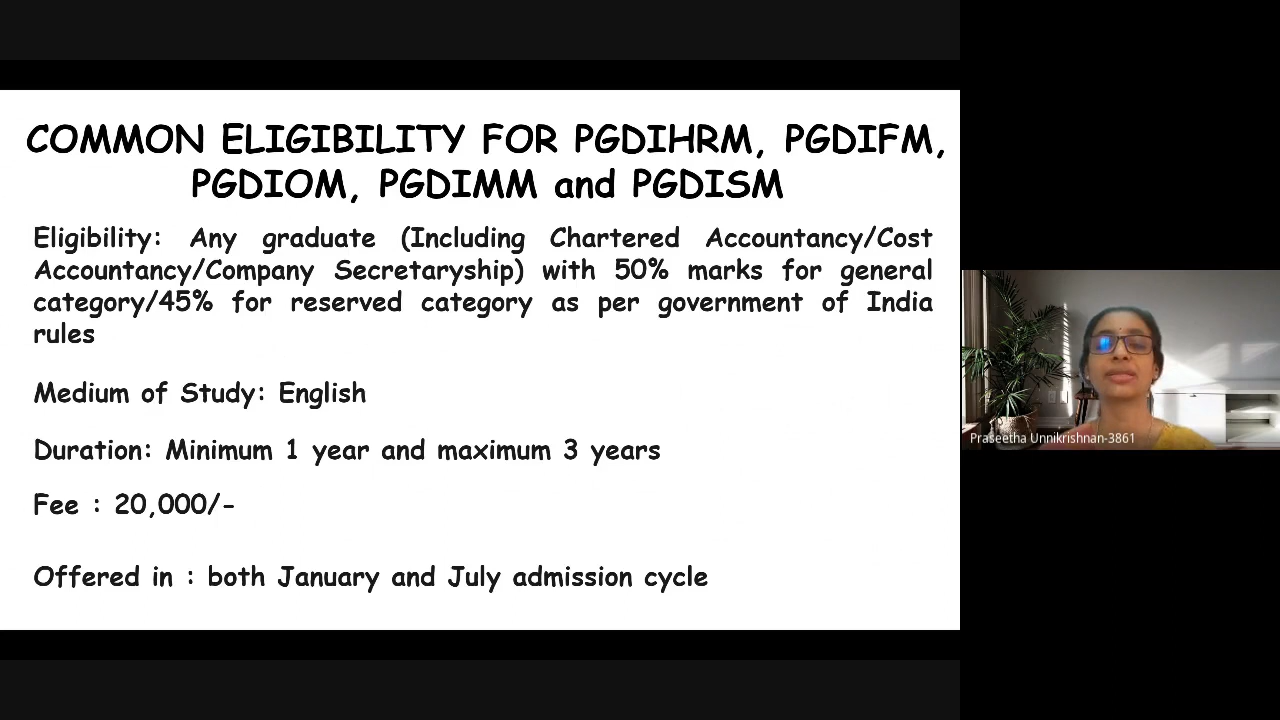 COMMON ELIGIBILITY FOR PGDIHRM, PGDIFM,
PGDIOM, PGDIMM and PGDISM
Eligibility: Any graduate (Including Chartered Accountancy/Cost
Accountancy/Company Secretaryship) with 50% marks for general
category/45% for reserved category as per government of India
rules
Medium of Study: English
Duration: Minimum 1 year and maximum 3 years
Fee : 20,000/-
Offered in : both January and July admission cycle
Praseetha Unnikrishnan-3861